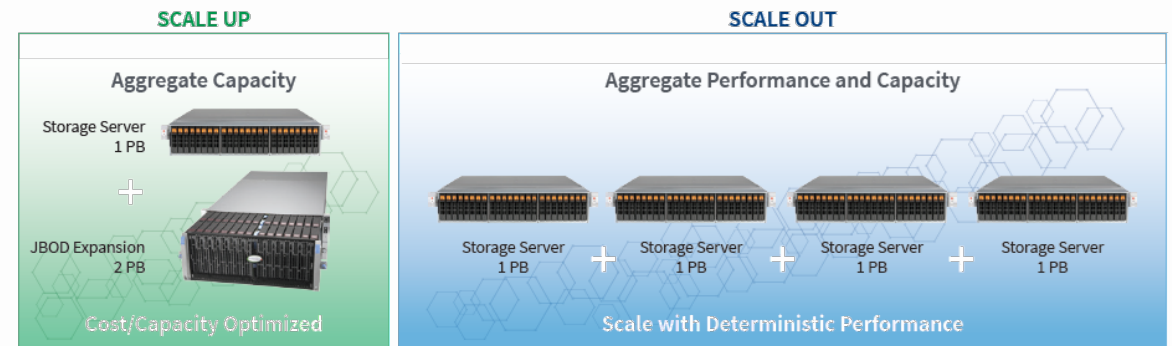 SCALE UP
Aggregate Capacity
Storage Server
1 PB
+
JBOD Expansion
2 PB
Cost/Capacity Optimized
SCALE OUT
Aggregate Performance and Capacity
Storage Server
1 PB
+
Storage Server
1 PB
+
Storage Server
1 PB
+
Storage Server
1 PB
Scale with Deterministic Performance